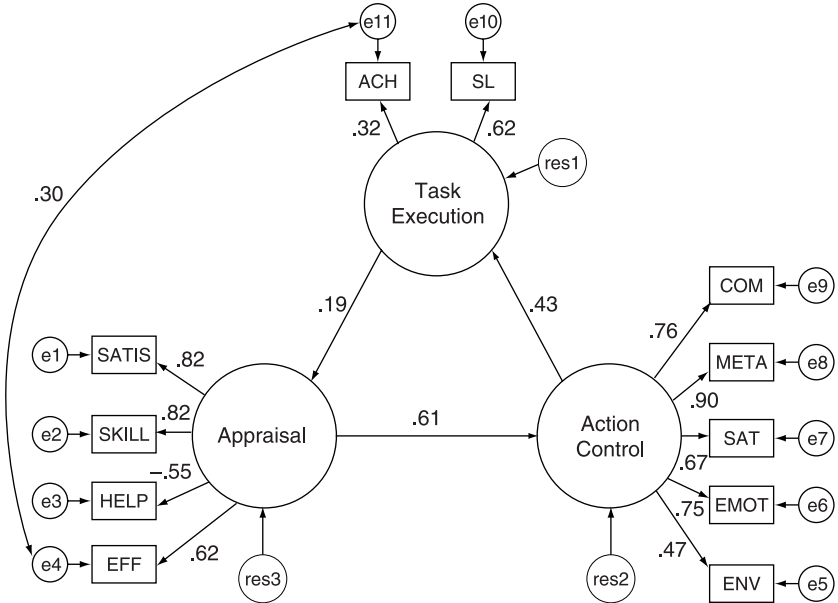 e11
e10
ACH
SL
.32
.62
res1
Task
Execution
.30
.19
.43
COM
e9
.76
e1
SATIS
.82
META
e8
.90
e2
SKILL
.82
Appraisal
.61
Action
Control
SAT
e7
.67
–.55
e3
HELP
EMOT
e6
.75
.62
.47
e4
EFF
res3
res2
ENV
e5